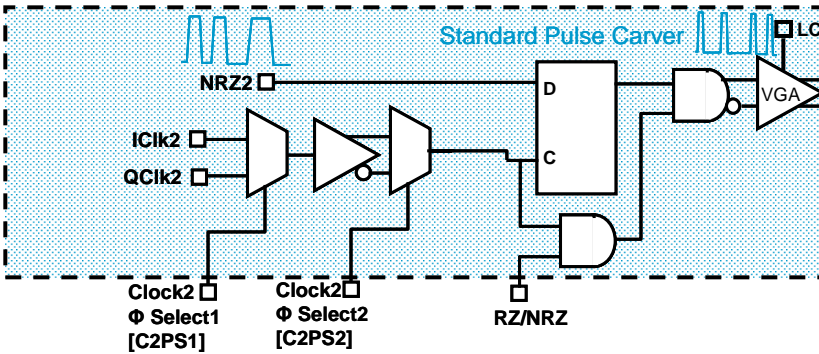 Standard Pulse Carver
LC
NRZ2
D
VGA
IClk2
C
QClk2
Clock2
Φ Select1
[C2PS1]
Clock2
Φ Select2
[C2PS2]
RZ/NRZ